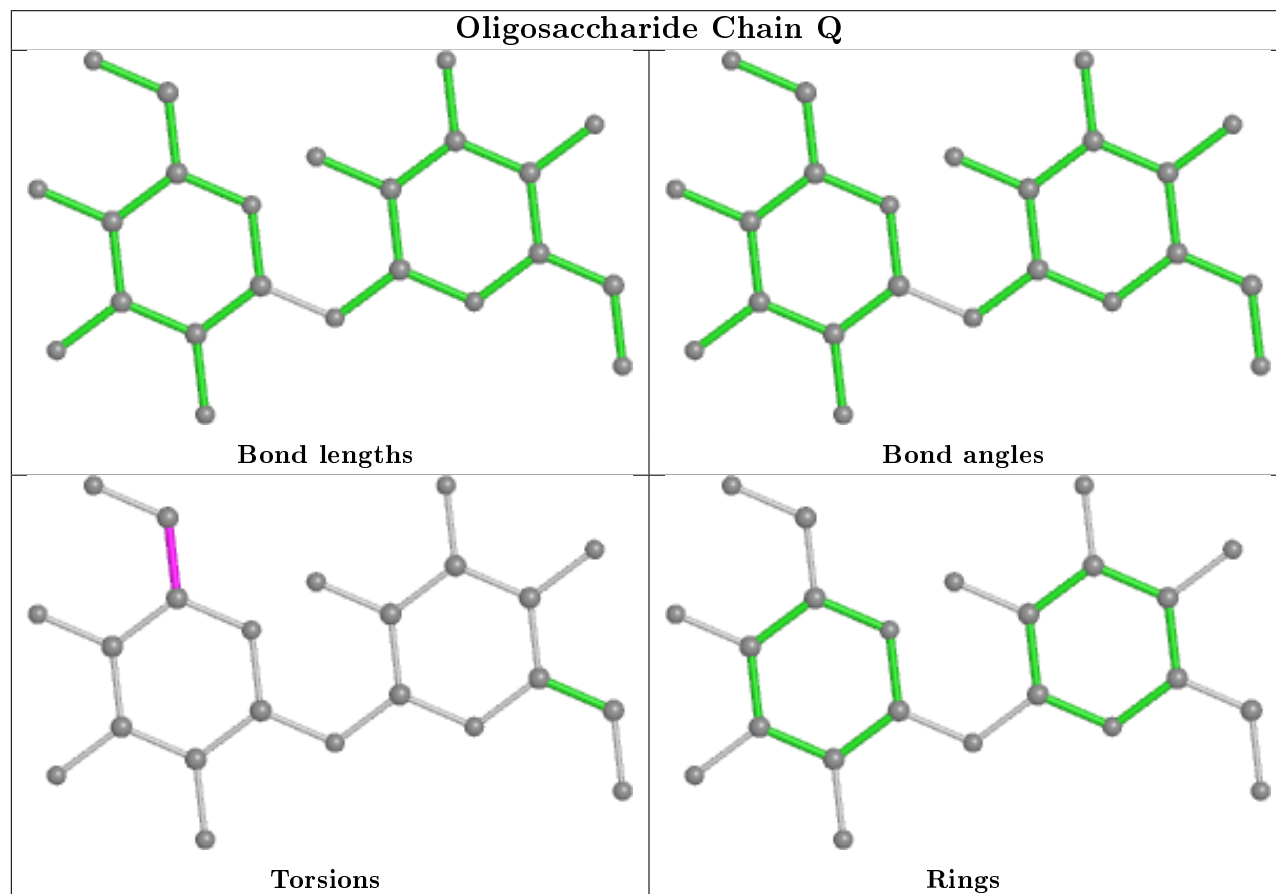 Oligosaccharide Chain Q
Bond lengths
Bond angles
Torsions
Rings